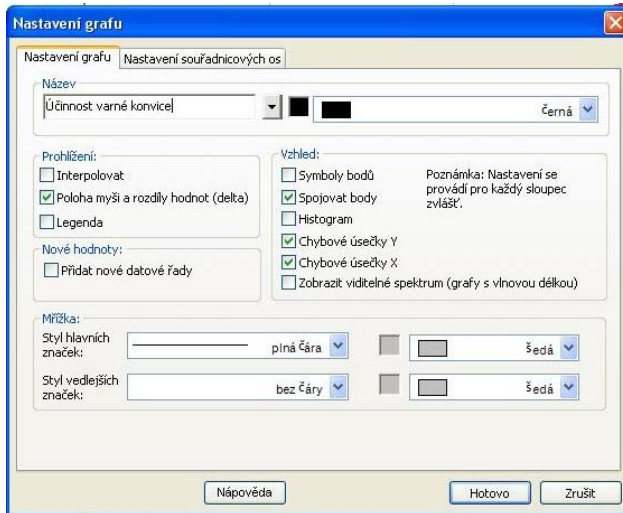 Nastavení grafu
Nastavení grafu
Nastavení souřadnicových os
Název
Účinnost varné konvice
černá
Prohlížení:
Interpolovat
Poloha myši a rozdíly hodnot (delta)
Legenda
Nové hodnoty:
Přidat nové datové řady
Vzhled:
Symboly bodů
Spojovat body
Histogram
Chybové úsečky Y
Chybové úsečky X
Zobrazit viditelné spektrum (grafy s vlnovou délkou)
Poznámka: Nastavení se
provádí pro každý sloupec
zvlášť.
Mřížka:
Styl hlavních
značek:
plná čára
šedá
Styl vedlejších
značek:
bez čáry
šedá
Nápověda
Hotovo
Zrušit